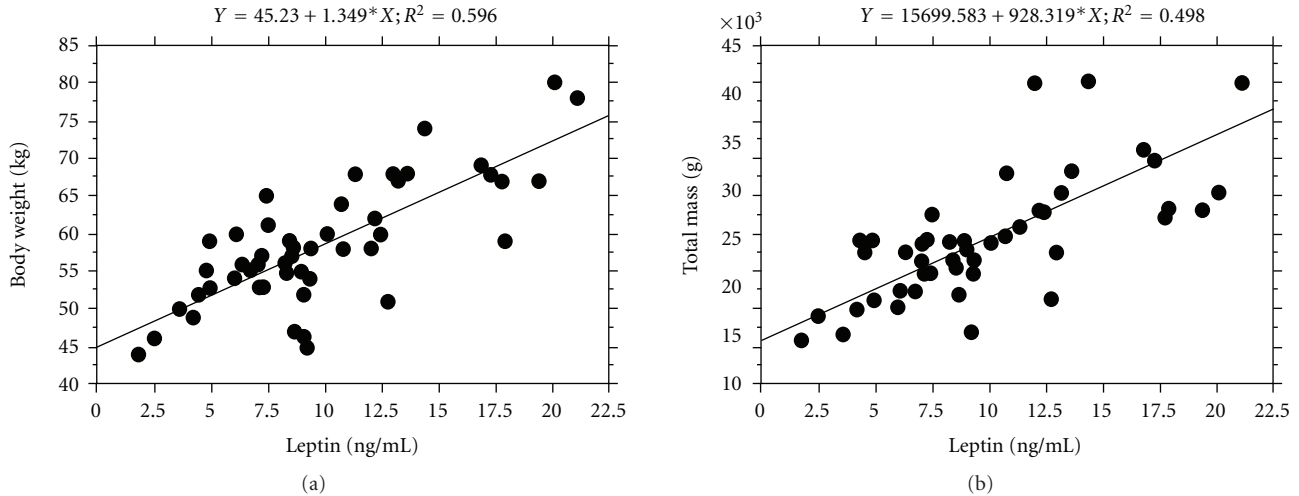 Y = 45.23 + 1.349* X; R² = 0.596
85
80
75
70
65
60
55
50
45
40
Body weight (kg)
0 2.5 5 7.5 10 12.5 15 17.5 20 22.5
Leptin (ng/mL)
(a)
Y = 15699.583 + 928.319* X; R² = 0.498
×10³
45
40
35
30
25
20
15
10
Total mass (g)
0 2.5 5 7.5 10 12.5 15 17.5 20 22.5
Leptin (ng/mL)
(b)